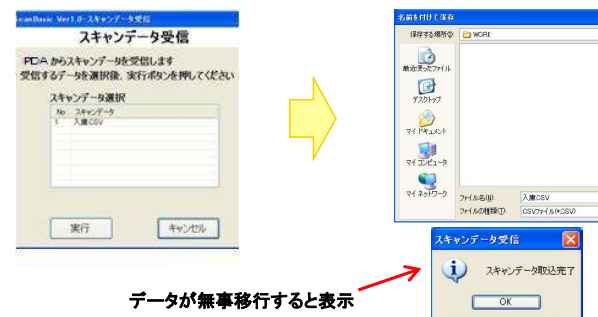 ScanBasic Ver1.0-スキャンデータ受信
スキャンデータ受信
PDAからスキャンデータを受信します
受信するデータを選択後、実行ボタンを押してください
スキャンデータ選択
No スキャンデータ
1 入庫CSV
実行
キャンセル
名前を付けて保存
保存する場所(I):
WORK
最近使ったファイル
デスクトップ
マイ ドキュメント
マイ コンピュータ
マイ ネットワーク
ファイル名(N):
入庫CSV
ファイルの種類(T):
CSVファイル(*.CSV)
スキャンデータ受信
スキャンデータ取込完了
OK
データが無事移行すると表示